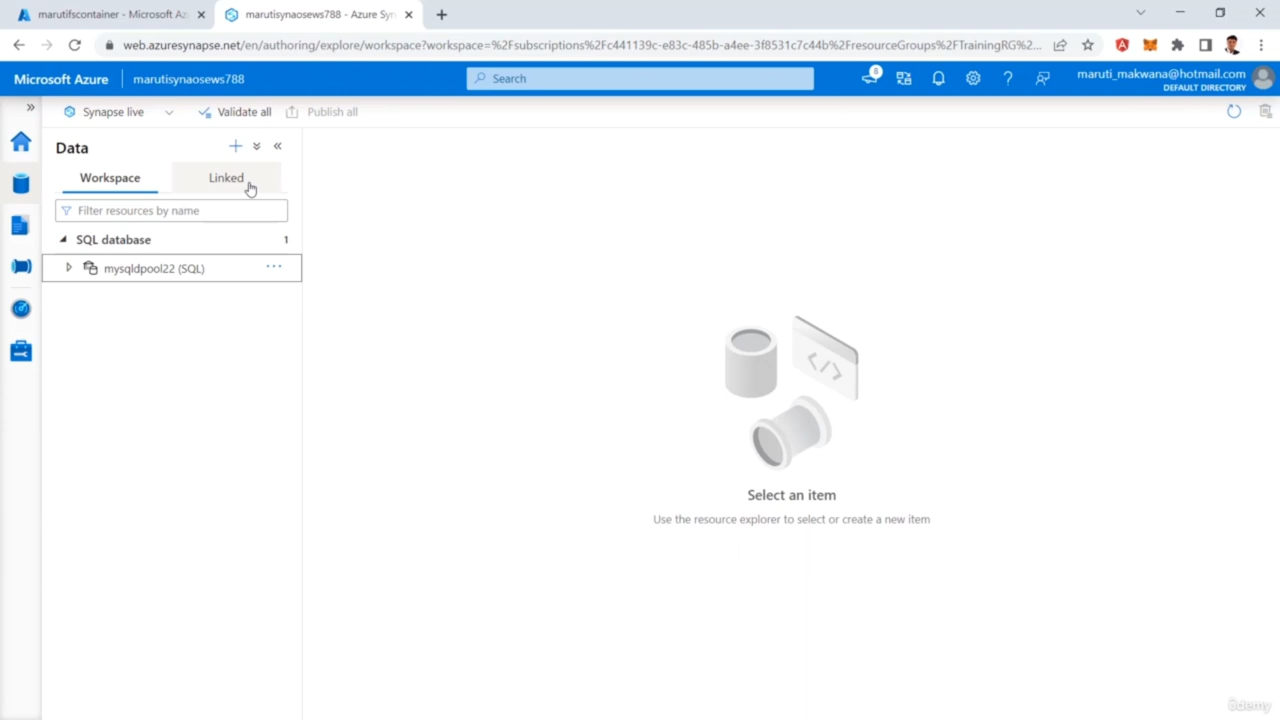 marutifscontainer - Microsoft Az
marutisynaosews788 - Azure Syn
web.azuresynapse.net/en/authoring/explore/workspace?workspace=%2Fsubscriptions%2Fc441139c-e83c-485b-a4ee-3f8531c7c44b%2FresourceGroups%2FTrainingRG%2...
Microsoft Azure
marutisynaosews788
Search
8
maruti_makwana@hotmail.com
DEFAULT DIRECTORY
Synapse live
Validate all
Publish all
Data
Workspace
Linked
Filter resources by name
SQL database 1
mysqldpool22 (SQL)
Select an item
Use the resource explorer to select or create a new item
ûdemy